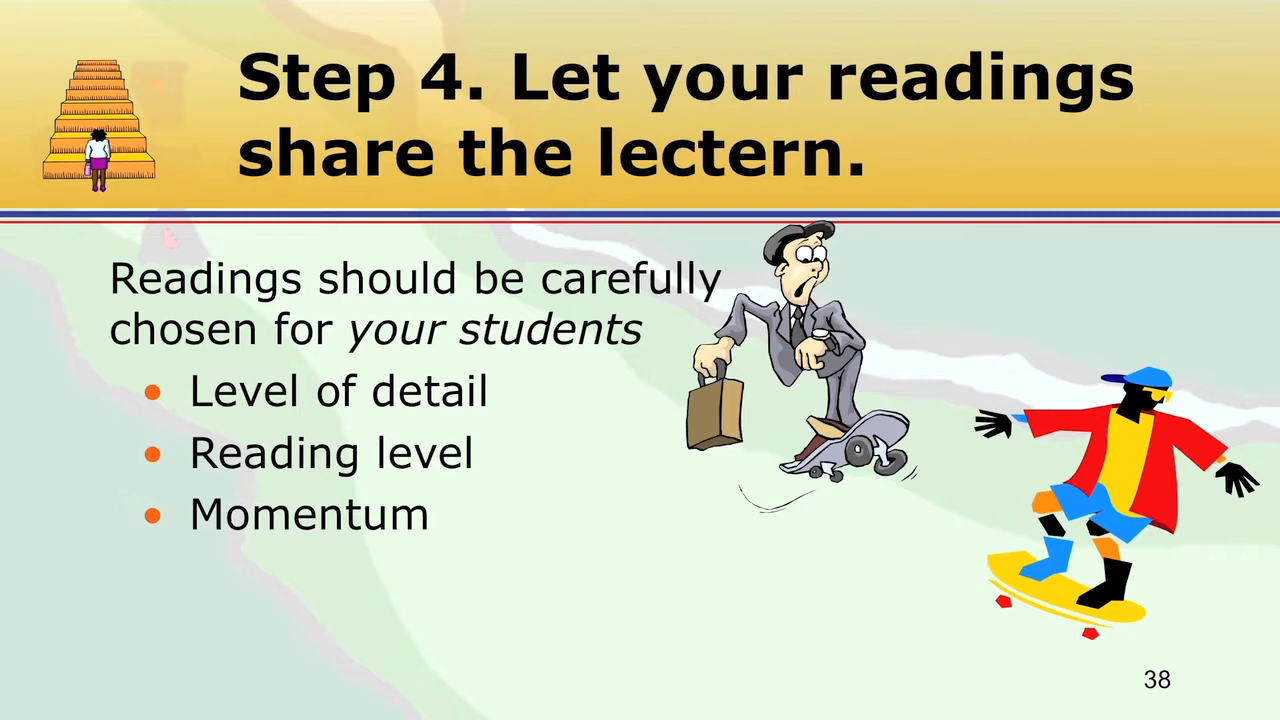 Step 4. Let your readings
share the lectern.
Readings should be carefully
chosen for your students
• Level of detail
• Reading level
• Momentum
38